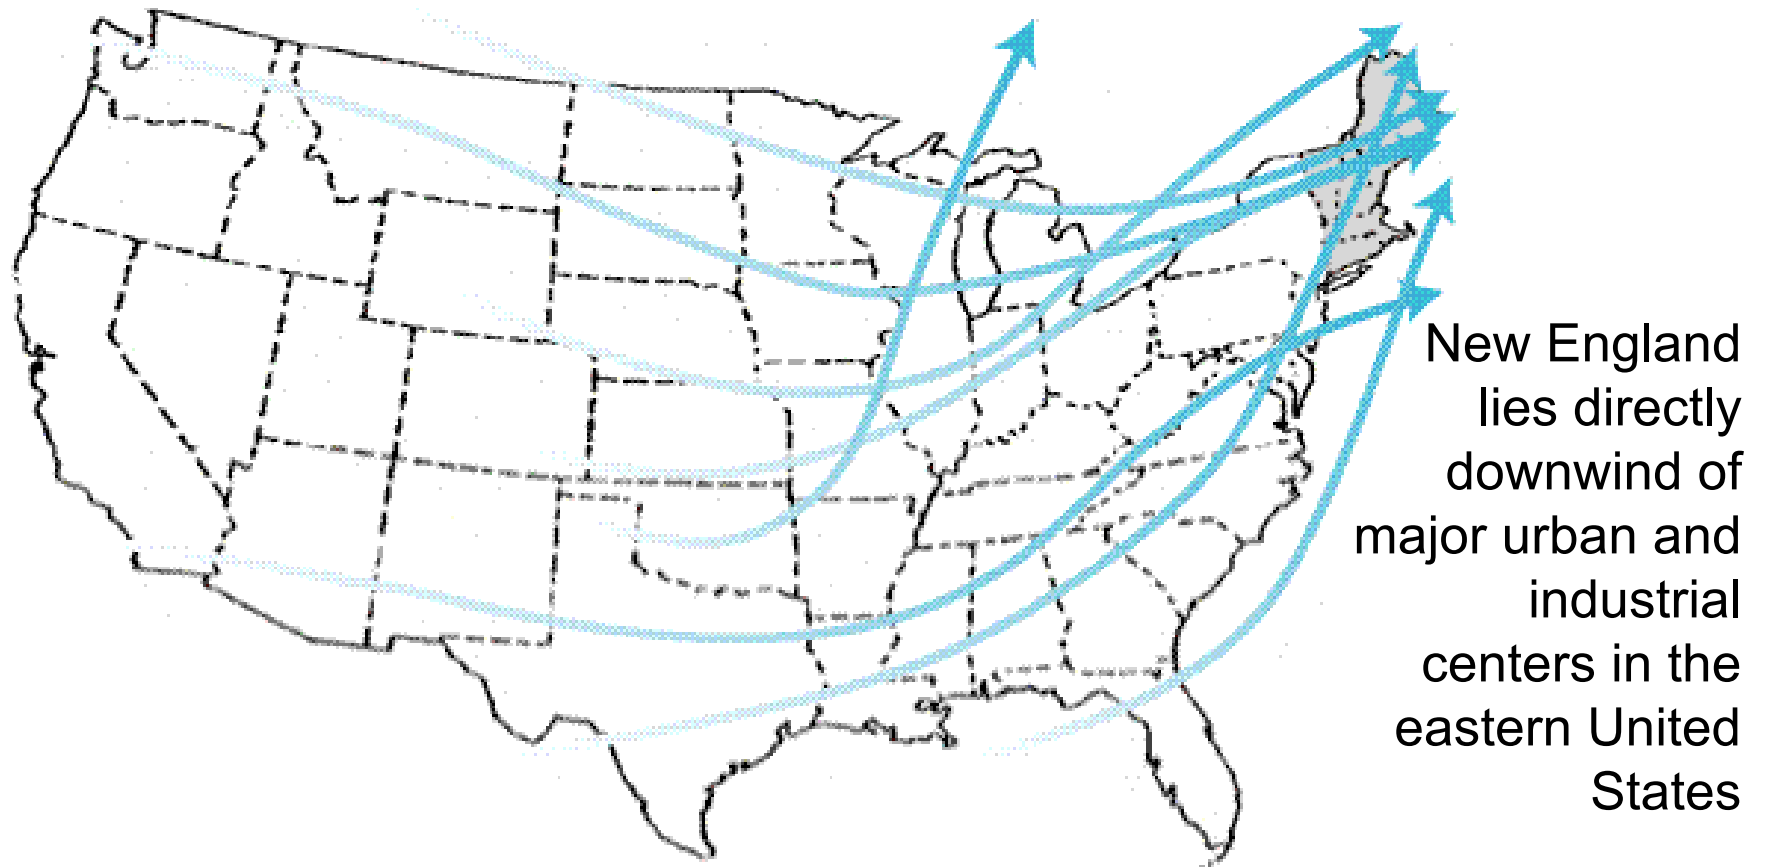 New England
lies directly
downwind of
major urban and
industrial
centers in the
eastern United
States